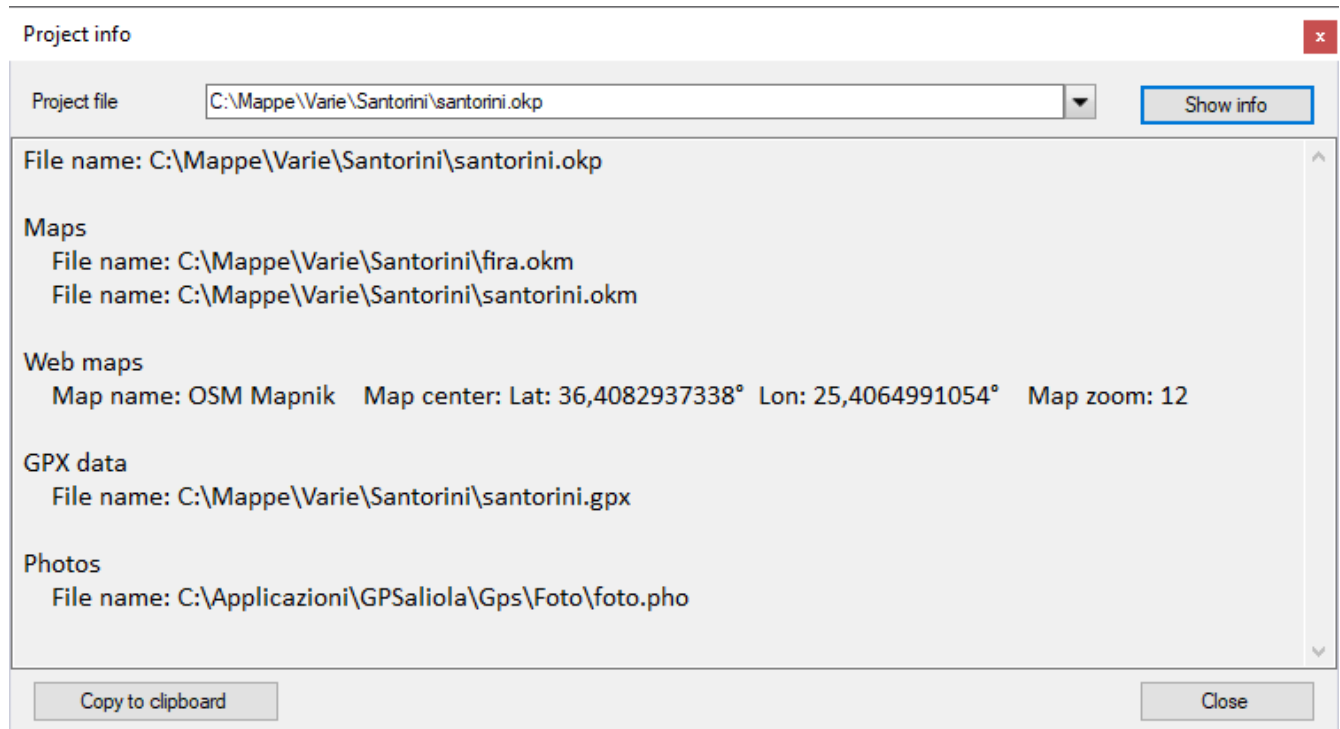 Project info
x
Project file C:\Mappe\Varie\Santorini\santorini.okp Show info
File name: C:\Mappe\Varie\Santorini\santorini.okp
Maps
File name: C:\Mappe\Varie\Santorini\fira.okm
File name: C:\Mappe\Varie\Santorini\santorini.okm
Web maps
Map name: OSM Mapnik Map center: Lat: 36,4082937338° Lon: 25,4064991054° Map zoom: 12
GPX data
File name: C:\Mappe\Varie\Santorini\santorini.gpx
Photos
File name: C:\Applicazioni\GPSaliola\Gps\Foto\foto.pho
Copy to clipboard Close